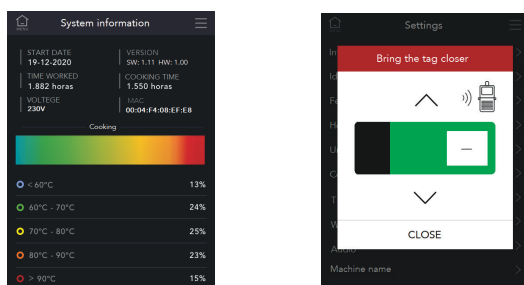 System information
MENU
START DATE
19-12-2020
VERSION
SW: 1.11 HW: 1.00
TIME WORKED
1.882 horas
COOKING TIME
1.550 horas
VOLTEGE
230V
MAC
00:04:F4:08:EF:E8
Cooking
< 60°C 13%
60°C - 70°C 24%
70°C - 80°C 25%
80°C - 90°C 23%
> 90°C 15%
Settings
Bring the tag closer
CLOSE
Audio
Machine name